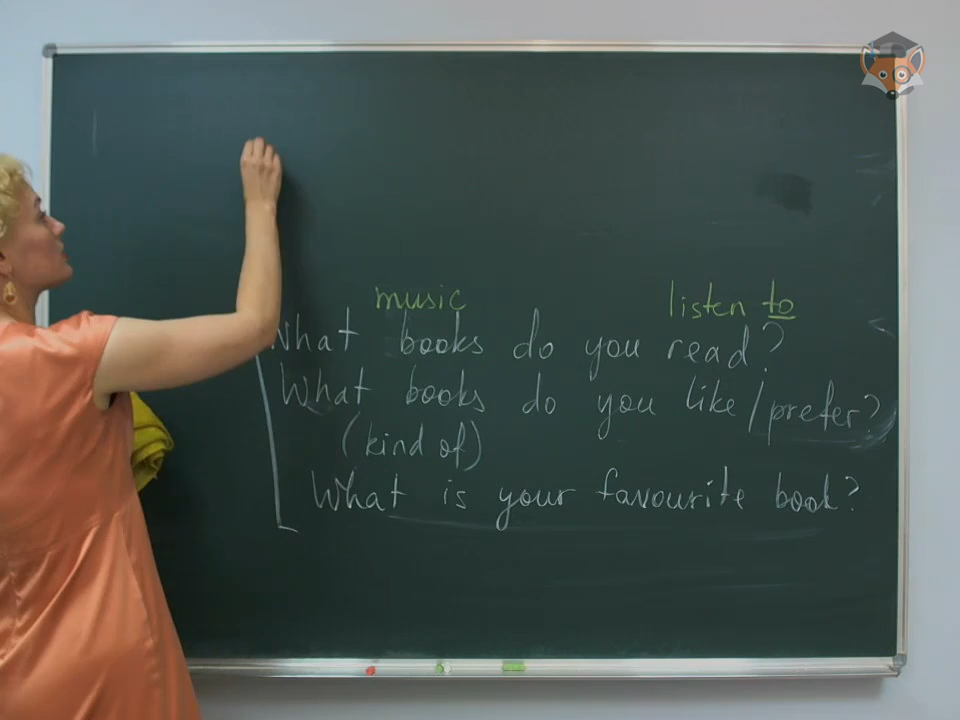 music listen to
What books do you read?
What books do you like/prefer?
(kind of)
What is your favourite book?